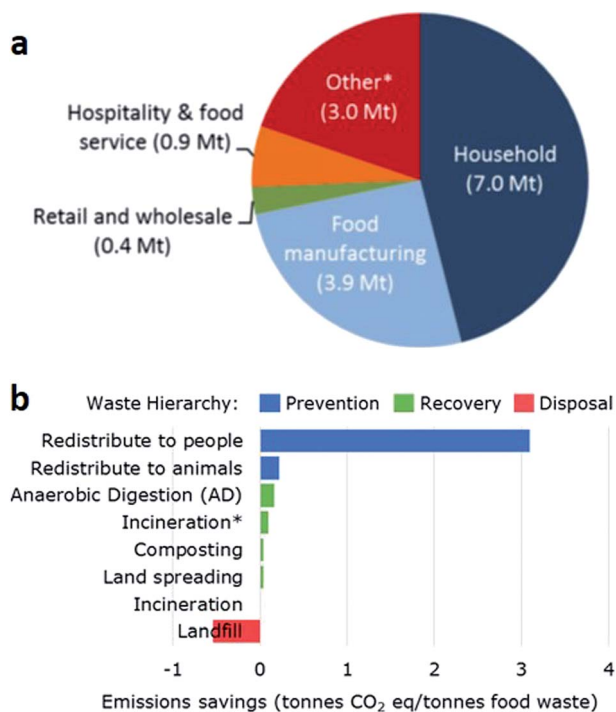 a
Other*
(3.0 Mt)
Hospitality & food
service (0.9 Mt)
Household
(7.0 Mt)
Retail and wholesale
(0.4 Mt)
Food
manufacturing
(3.9 Mt)
b
Waste Hierarchy: Prevention Recovery Disposal
Redistribute to people
Redistribute to animals
Anaerobic Digestion (AD)
Incineration*
Composting
Land spreading
Incineration
Landfill
-1 0 1 2 3 4
Emissions savings (tonnes CO₂ eq/tonnes food waste)